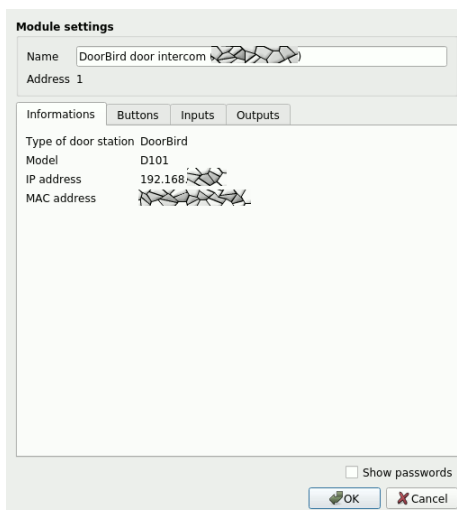 Module settings
Name DoorBird door intercom )
Address 1
Informations Buttons Inputs Outputs
Type of door station DoorBird
Model D101
IP address 192.168.
MAC address
Show passwords
OK Cancel